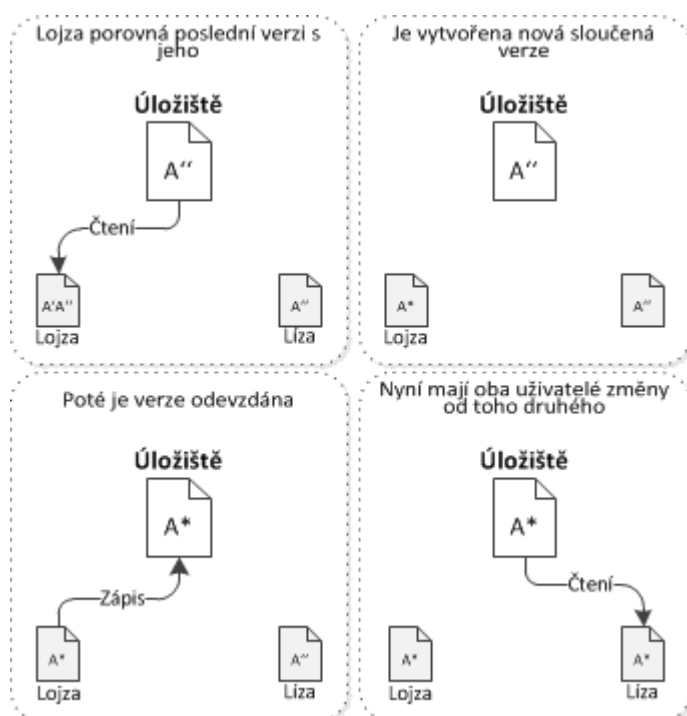 Lojza porovná poslední verzi s
jeho
Úložiště
A‘‘
Čtení
A'A''
Lojza
A''
Líza
Je vytvořena nová sloučená
verze
Úložiště
A‘‘
A*
Lojza
A''
Poté je verze odevzdána
Úložiště
A*
Zápis
A*
Lojza
A''
Líza
Nyní mají oba uživatelé změny
od toho druhého
Úložiště
A*
Čtení
A*
Lojza
A*
Líza